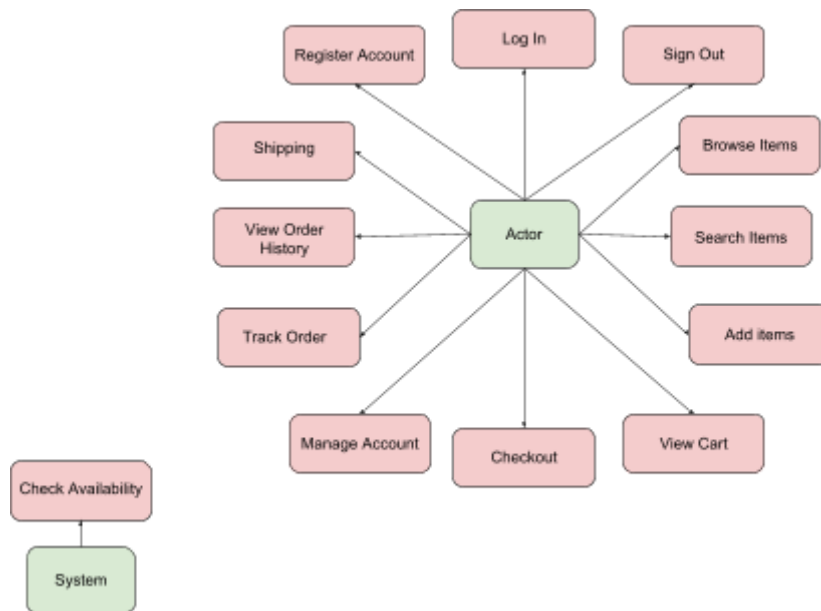 Log In
Register Account
Sign Out
Shipping
Browse Items
View Order
History
Actor
Search Items
Track Order
Add items
Manage Account
Checkout
View Cart
Check Availability
System